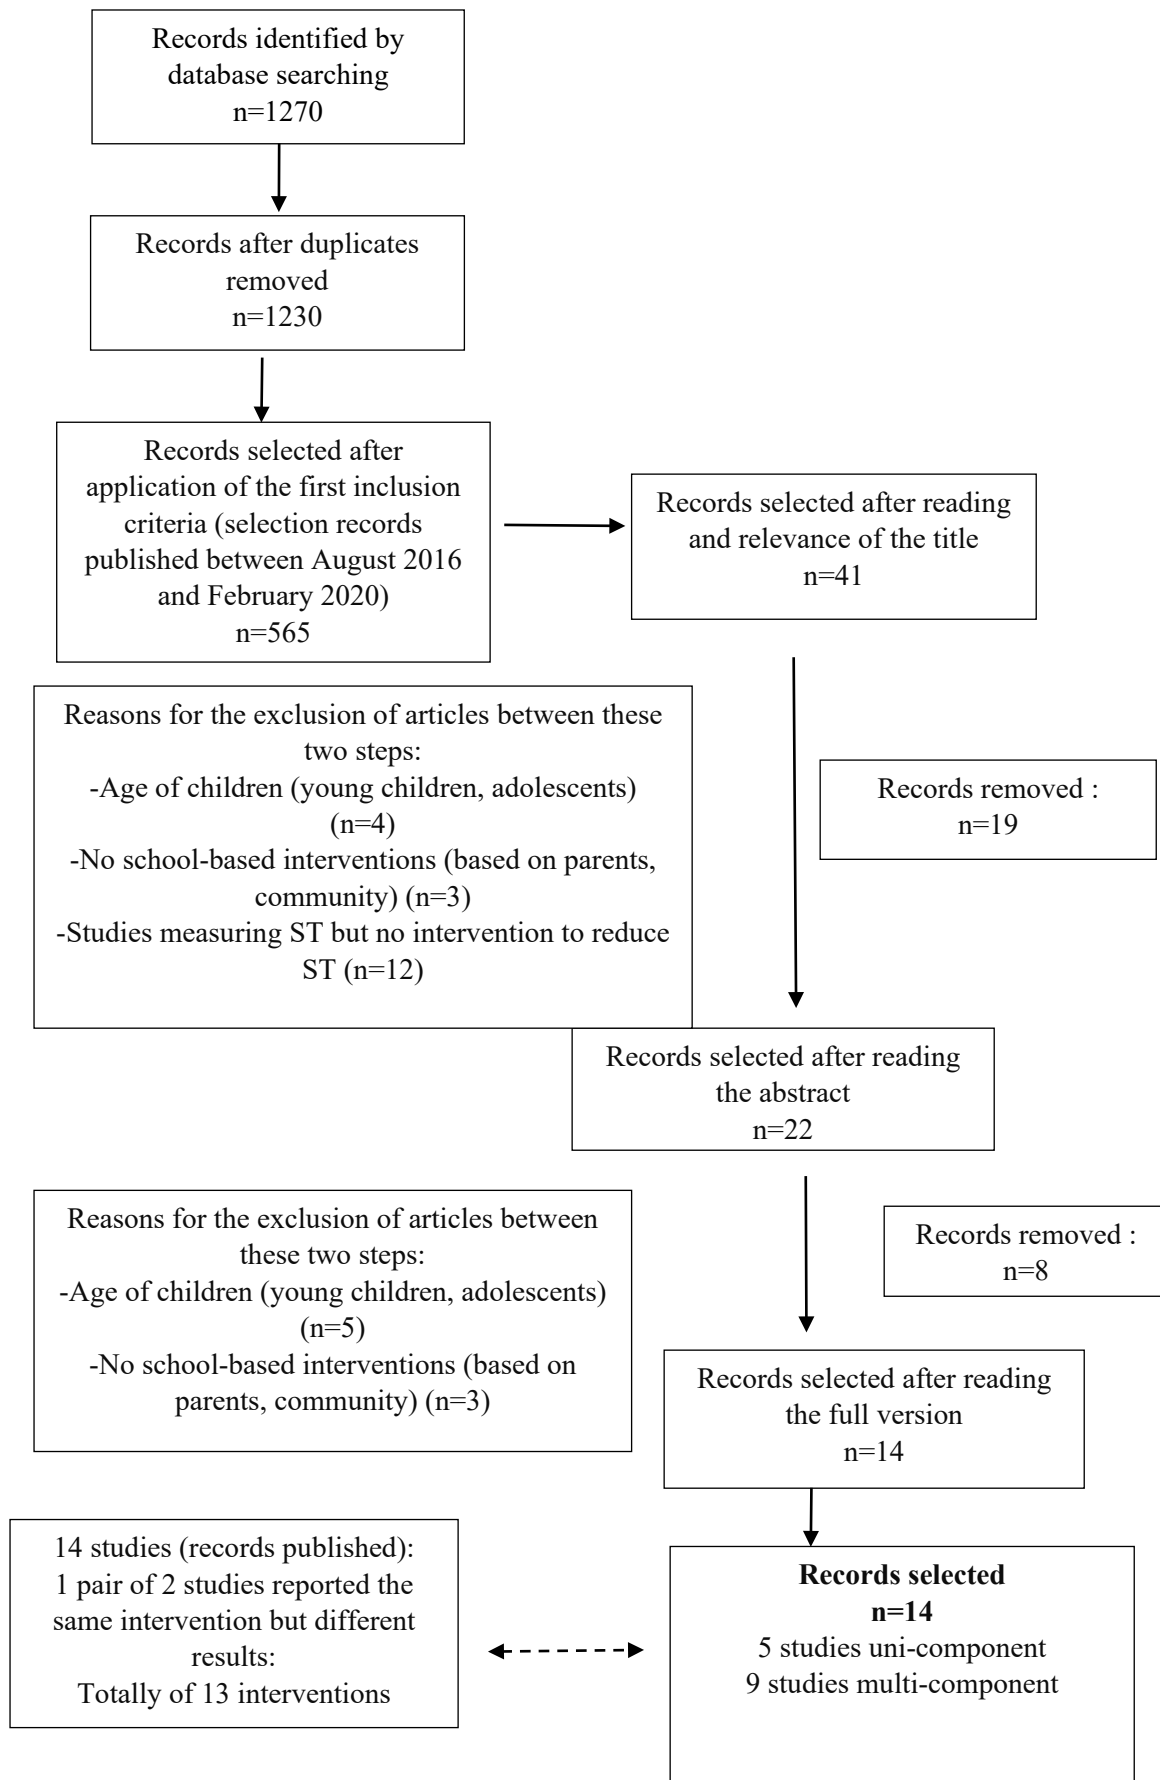 Records identified by
database searching
n=1270
Records after duplicates
removed
n=1230
Records selected after
application of the first inclusion
criteria (selection records
published between August 2016
and February 2020)
n=565
Records selected after reading
and relevance of the title
n=41
Reasons for the exclusion of articles between these
two steps:
-Age of children (young children, adolescents)
(n=4)
-No school-based interventions (based on parents,
community) (n=3)
-Studies measuring ST but no intervention to reduce
ST (n=12)
Records removed :
n=19
Records selected after reading
the abstract
n=22
Reasons for the exclusion of articles between
these two steps:
-Age of children (young children, adolescents)
(n=5)
-No school-based interventions (based on
parents, community) (n=3)
Records removed :
n=8
Records selected after reading
the full version
n=14
14 studies (records published):
1 pair of 2 studies reported the
same intervention but different
results:
Totally of 13 interventions
Records selected
n=14
5 studies uni-component
9 studies multi-component